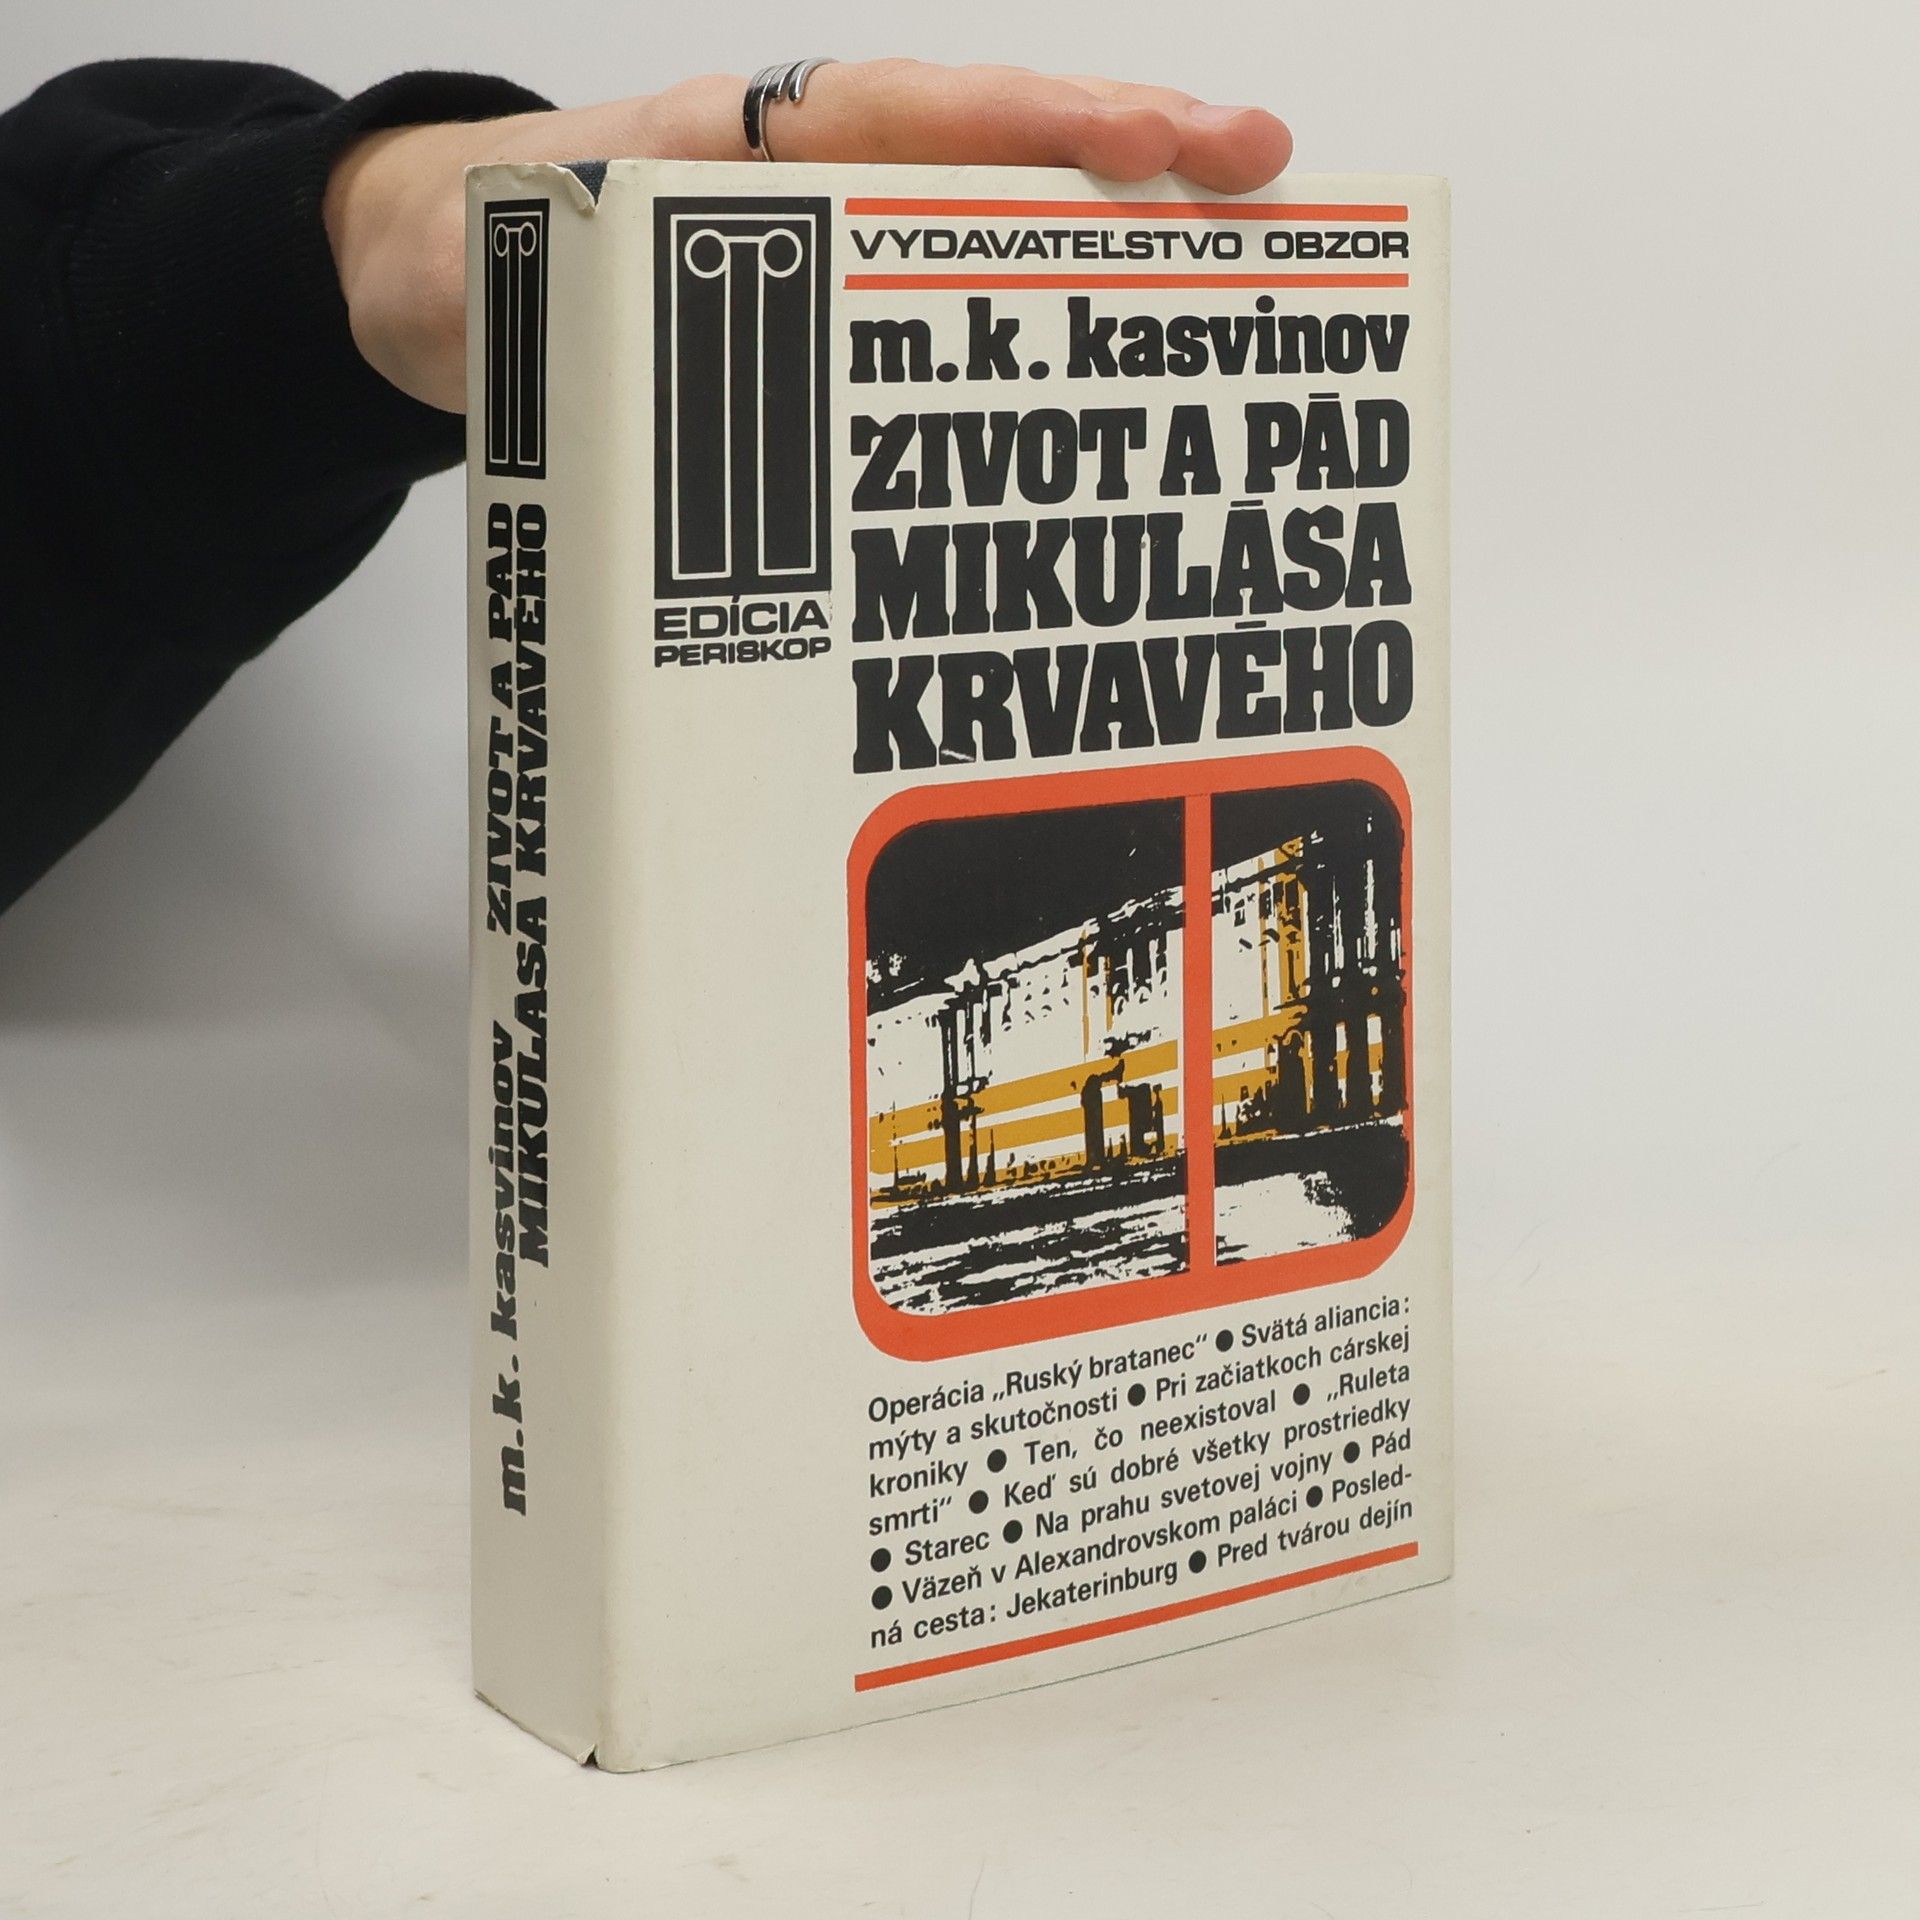 ŽIVOT A PÁD
m. k. kasvinov MIKULÁŠA KRVAVÉHO
VYDAVATEĽSTVO OBZOR
m. k. kasvinov
ŽIVOT A PÁD
MIKULÁŠA
KRVAVÉHO
EDÍCIA
PERISKOP
Operácia „Ruský bratanec“ ● Svätá aliancia:
mýty a skutočnosti ● Pri začiatkoch cárskej
kroniky ● Ten, čo neexistoval ● „Ruleta
smrti“ ● Keď sú dobré všetky prostriedky
● Starec ● Na prahu svetovej vojny ● Pád
● Väzeň v Alexandrovskom paláci ● Posled-
ná cesta: Jekaterinburg ● Pred tvárou dejín